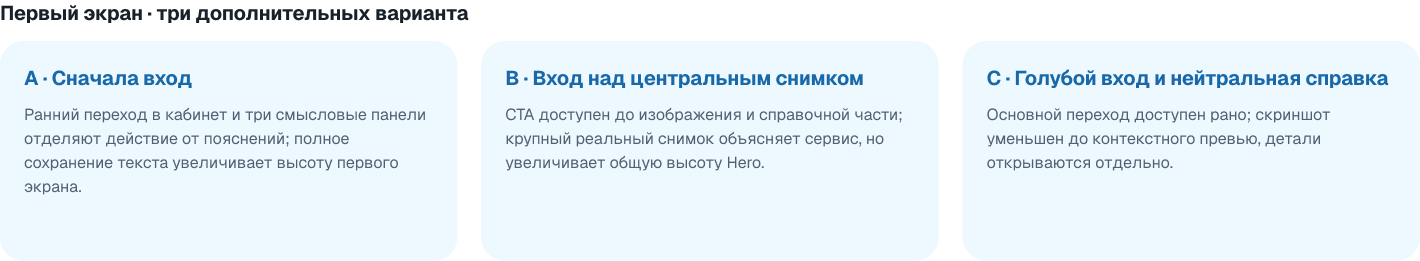 Первый экран · три дополнительных варианта
A · Сначала вход
Ранний переход в кабинет и три смысловые панели
отделяют действие от пояснений; полное
сохранение текста увеличивает высоту первого
экрана.
B · Вход над центральным снимком
CTA доступен до изображения и справочной части;
крупный реальный снимок объясняет сервис, но
увеличивает общую высоту Hero.
C · Голубой вход и нейтральная справка
Основной переход доступен рано; скриншот
уменьшен до контекстного превью, детали
открываются отдельно.